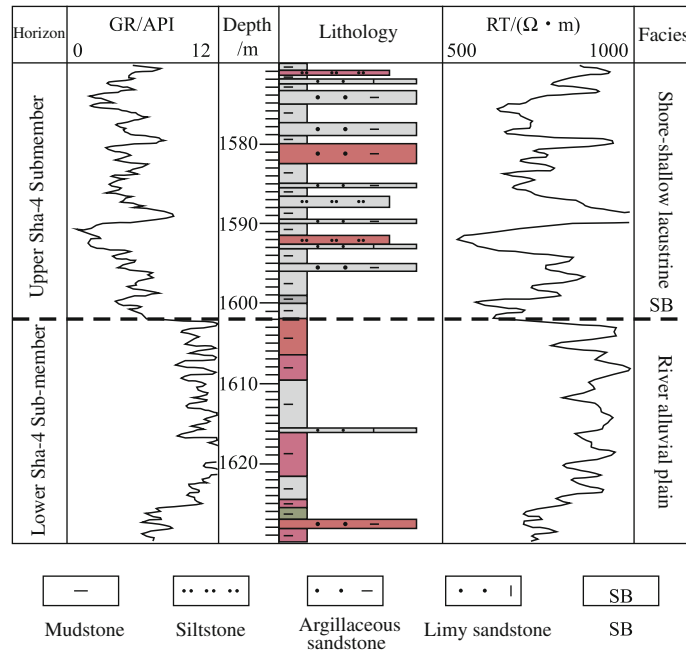 Horizon
GR/API
0 12
Depth
/m
Lithology
RT/(Ω · m)
500 1000
Facies
Upper Sha-4 Submember
Lower Sha-4 Sub-member
1580
1590
1600
1610
1620
Shore-shallow lacustrine
SB
River alluvial plain
Mudstone
Siltstone
Argillaceous
sandstone
Limy sandstone
SB
SB